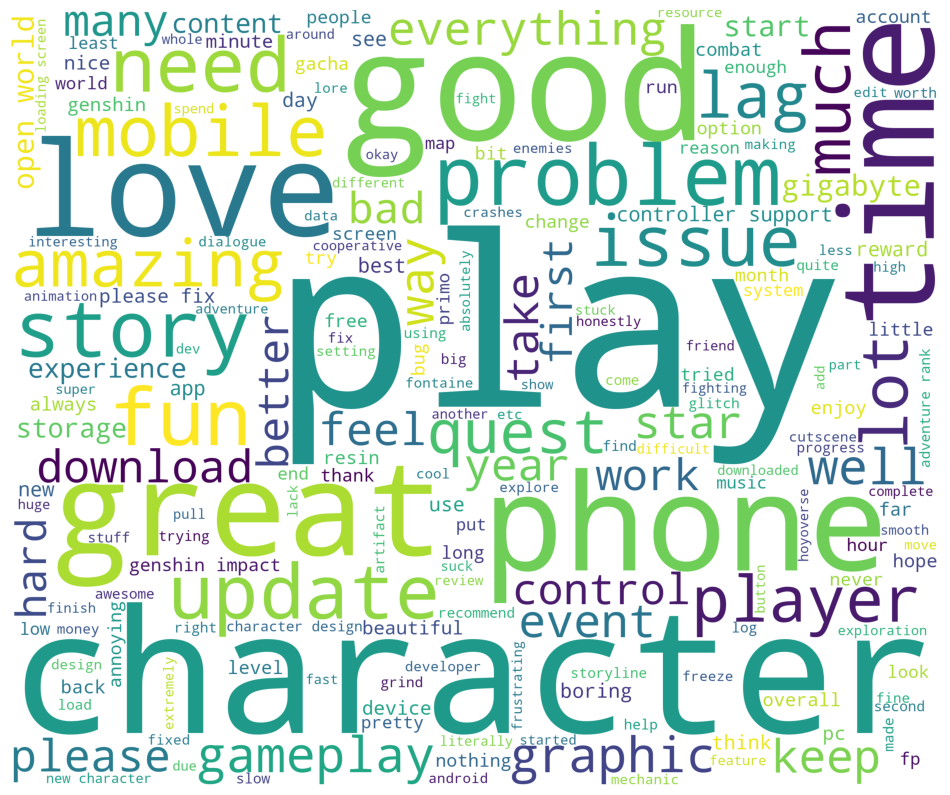 many
content
people
see
everything
resource
start
account
least
whole
minute
around
nice
need
gacha
good
combat
time
much
world
lore
day
lag
enough
edit
worth
open world
loading screen
genshin
spend
fight
run
option
making
mobile
okay
map
bit
enemies
reason
love
different
problem
gigabyte
bad
data
crashes
change
controller support
interesting
dialogue
cooperative
screen
try
best
way
absolutely
issue
less
reward
quite
high
amazing
primo
first
month
system
animation
please fix
adventure
play
stuck
honestly
little
story
dev
free
fix
setting
using
bug
big
take
friend
lot
experience
super
app
better
fontaine
show
come
tried
fighting
glitch
add
part
adventure rank
always
storage
fun
feel
another
etc
quest
star
enjoy
find
difficult
cutscene
progress
download
end
lack
resin
thank
year
cool
explore
work
downloaded
music
well
new
huge
pull
great
artifact
use
put
phone
complete
hard
stuff
trying
long
suck
far
hoyoverse
smooth
move
genshin impact
review
hour
hope
awesome
update
recommend
control
player
never
button
finish
low
money
right
character design
beautiful
event
log
exploration
annoying
character
design
back
load
extremely
level
fast
grind
developer
pretty
device
frustrating
storyline
boring
freeze
help
overall
look
fine
second
made
please
fixed
due
gameplay
literally
started
nothing
graphic
think
feature
keep
pc
fp
new character
slow
android
mechanic